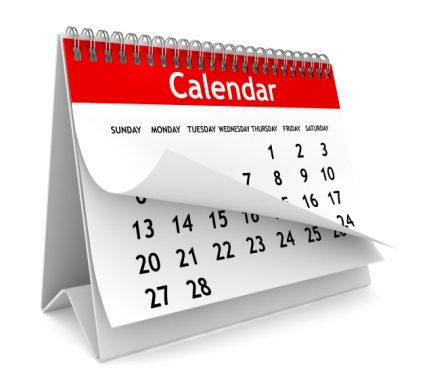 Calendar
SUNDAY MONDAY TUESDAY WEDNESDAY THURSDAY FRIDAY SATURDAY
1 2 3
7 8 9 10
16 17
13 14 15 16 24
20 21 22 23 24 25
27 28